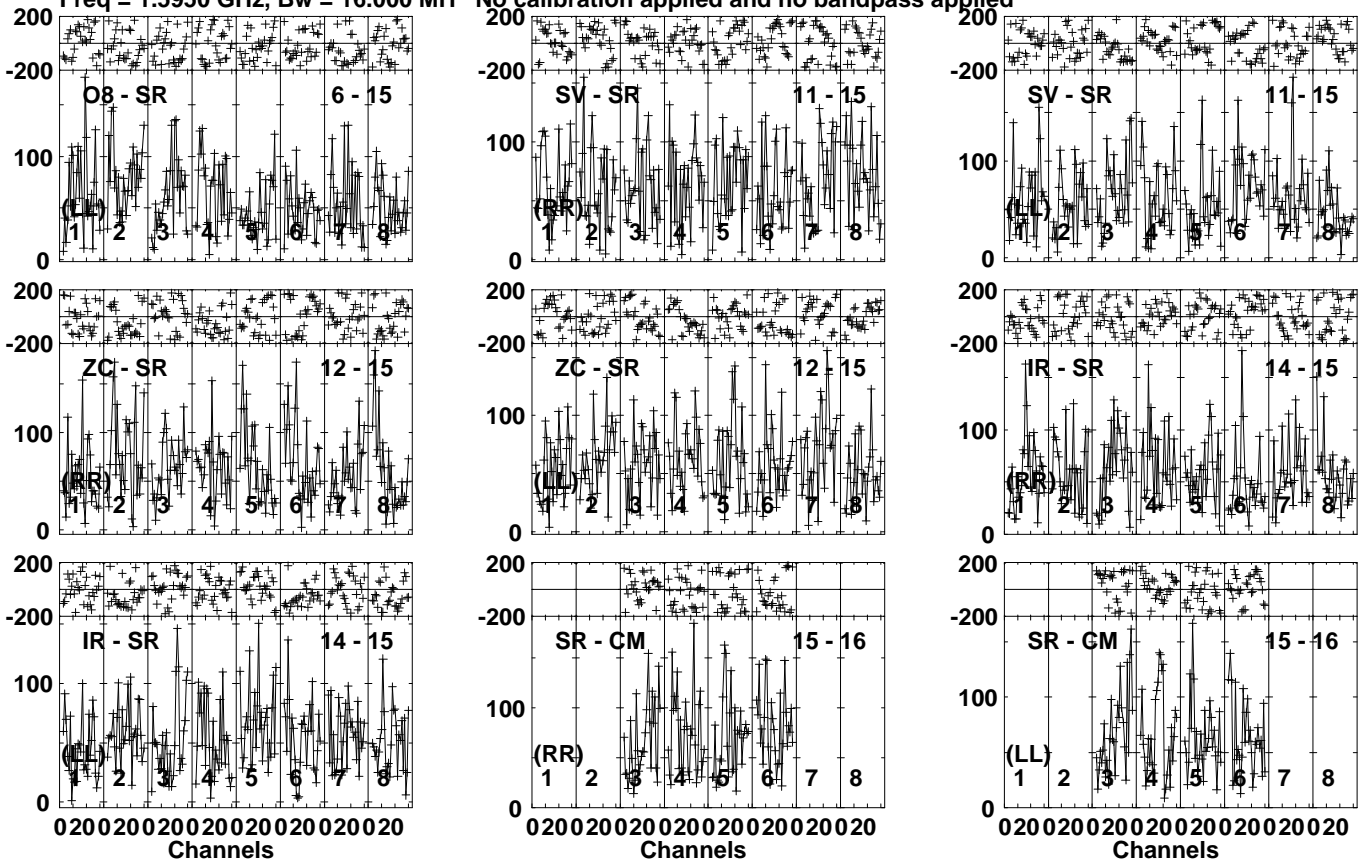 Freq = 1.5950 GHz, Bw = 16.000 MH No calibration applied and no bandpass applied
200 200 200
-200 -200 -200
O8 - SR 6 - 15 SV - SR 11 - 15 SV - SR 11 - 15
100 100 100
(LL) (RR) (LL)
1 2 3 4 5 6 7 8 1 2 3 4 5 6 7 8 1 2 3 4 5 6 7 8
0 0 0
200 200 200
-200 -200 -200
ZC - SR 12 - 15 ZC - SR 12 - 15 IR - SR 14 - 15
100 100 100
(RR) (LL) (RR)
1 2 3 4 5 6 7 8 1 2 3 4 5 6 7 8 1 2 3 4 5 6 7 8
0 0 0
200 200 200
-200 -200 -200
IR - SR 14 - 15 SR - CM 15 - 16 SR - CM 15 - 16
100 100 100
(LL) (RR) (LL)
1 2 3 4 5 6 7 8 1 2 3 4 5 6 7 8 1 2 3 4 5 6 7 8
0 0 0
0 20 0 20 0 20 0 20 0 20 0 20 0 20 0 20 0 20 0 20 0 20 0 20 0 20 0 20 0 20 0 20 0 20 0 20 0 20 0 20 0 20 0 20 0 20 0 20
Channels Channels Channels